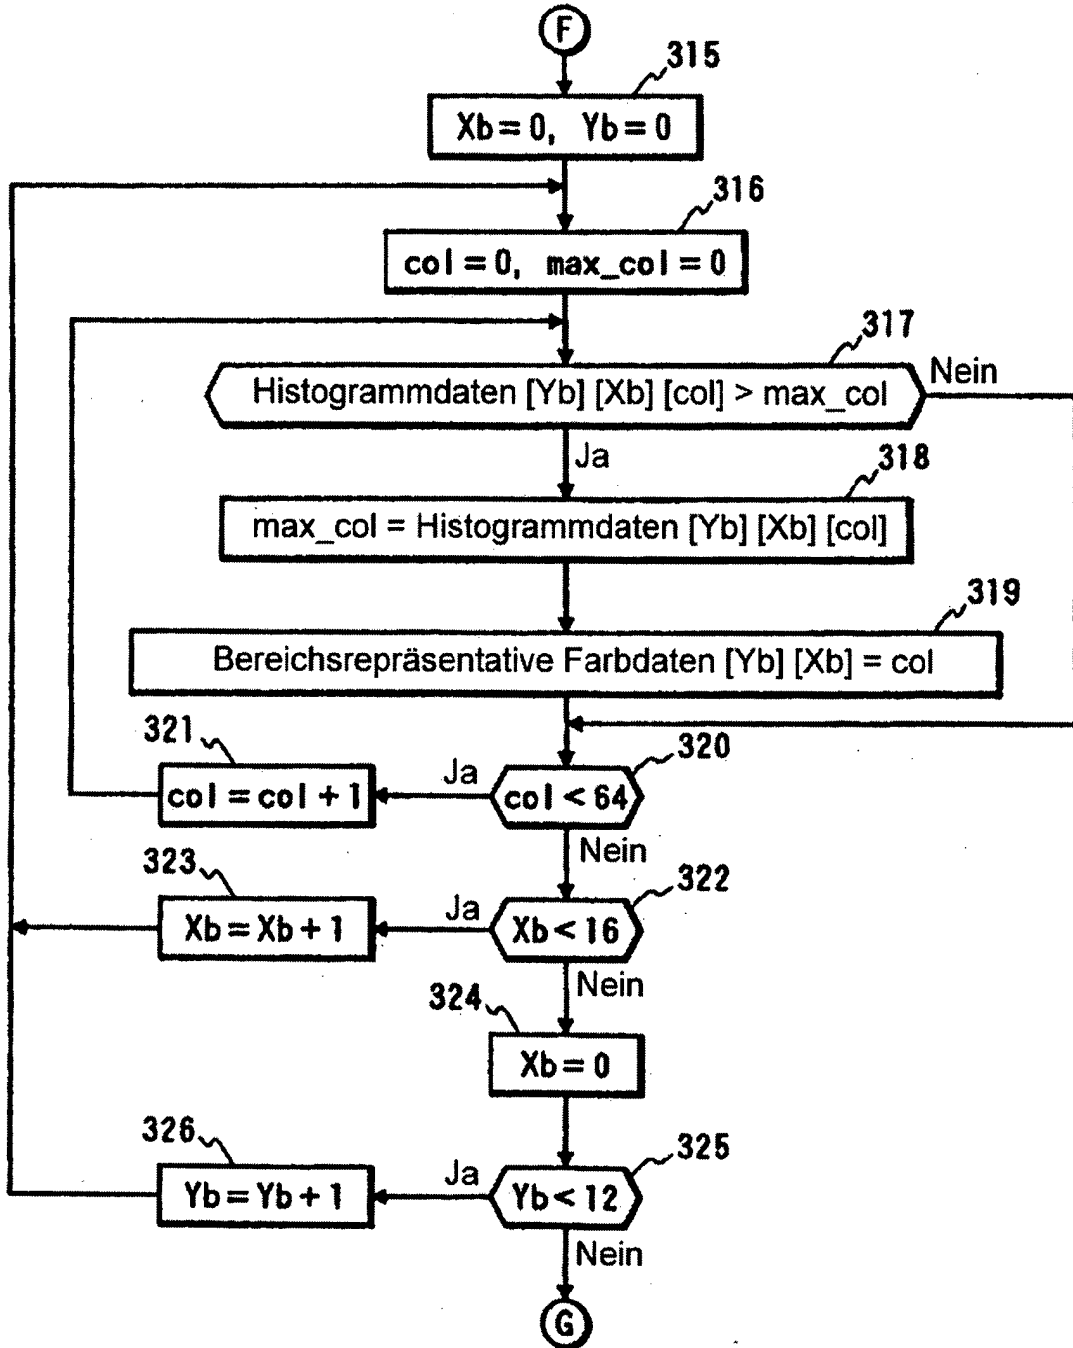 F
315
Xb = 0, Yb = 0
316
col = 0, max_col = 0
317
Histogrammdaten [Yb] [Xb] [col] > max_col
Nein
Ja
318
max_col = Histogrammdaten [Yb] [Xb] [col]
319
Bereichsrepräsentative Farbdaten [Yb] [Xb] = col
321
320
col = col + 1
Ja
col < 64
Nein
323
322
Xb = Xb + 1
Ja
Xb < 16
Nein
324
Xb = 0
326
325
Yb = Yb + 1
Ja
Yb < 12
Nein
G